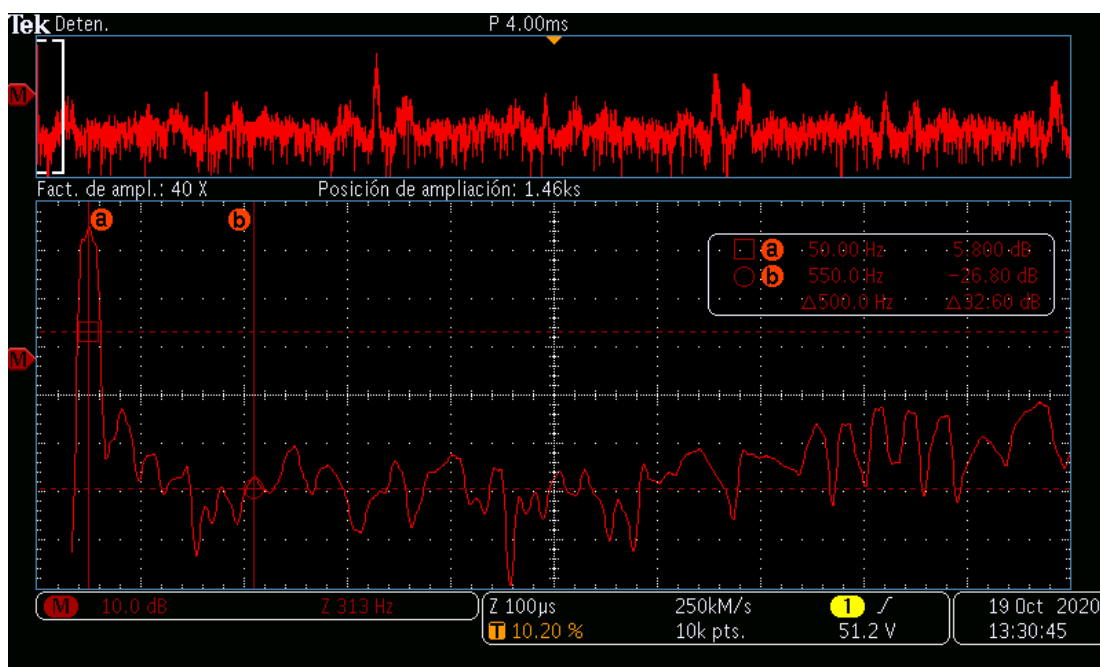 Tek Deten. P 4.00ms
M
Fact. de ampl.: 40 X Posición de ampliación: 1.46ks
a b
a 50.00 Hz 5.800 dB
b 550.0 Hz −26.80 dB
△500.0 Hz △32.60 dB
M
M 10.0 dB Z 313 Hz
Z 100µs 250kM/s 1 51.2 V
T 10.20 % 10k pts.
19 Oct 2020
13:30:45